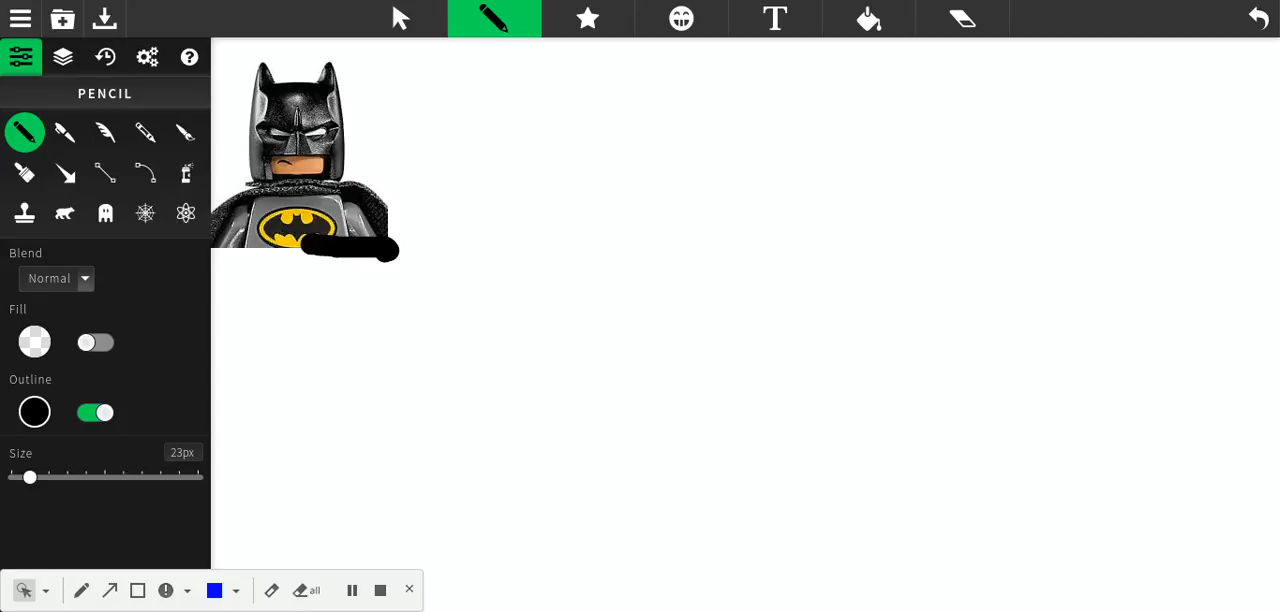 T
PENCIL
Blend
Normal
Fill
Outline
Size
23px
all